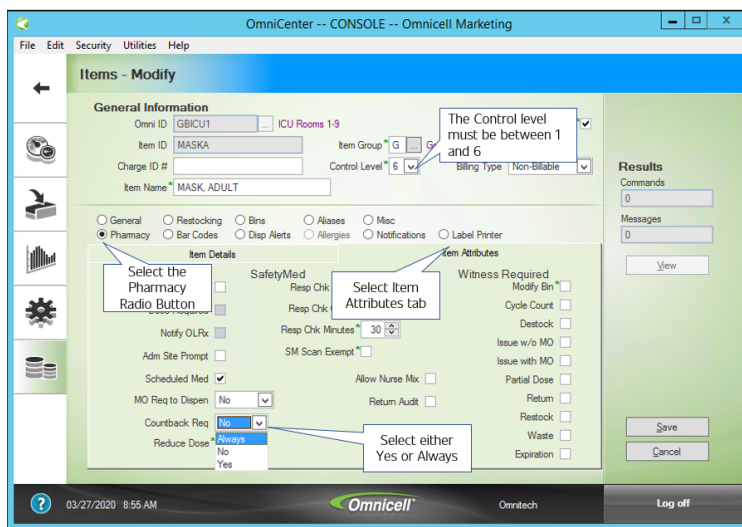 OmniCenter -- CONSOLE -- Omnicell Marketing
File Edit Security Utilities Help
Items - Modify
General Information
Omni ID GBICU1 ... ICU Rooms 1-9
The Control level must be between 1 and 6
Item ID MASKA Item Group* G ... G
Charge ID # Control Level* 6 Billing Type Non-Billable
Item Name* MASK, ADULT
Results
Commands
0
Messages
0
View
General Restocking Bins Aliases Misc
Pharmacy Bar Codes Disp Alerts Allergies Notifications Label Printer
Item Details Item Attributes
Select the Pharmacy Radio Button
SafetyMed
Select Item Attributes tab
Witness Required
Resp Chk Modify Bin*
Resp Chk Cycle Count
Destock
Notify OLRx Resp Chk Minutes* 30 Issue w/o MO
Adm Site Prompt SM Scan Exempt* Issue with MO
Scheduled Med Allow Nurse Mix Partial Dose
MO Req to Dispen No Return Audit Return
Countback Req No Restock
Reduce Dose* Always Waste
No
Yes Expiration
Select either Yes or Always
Save
Cancel
? 03/27/2020 8:55 AM Omnicell Omnitech Log off